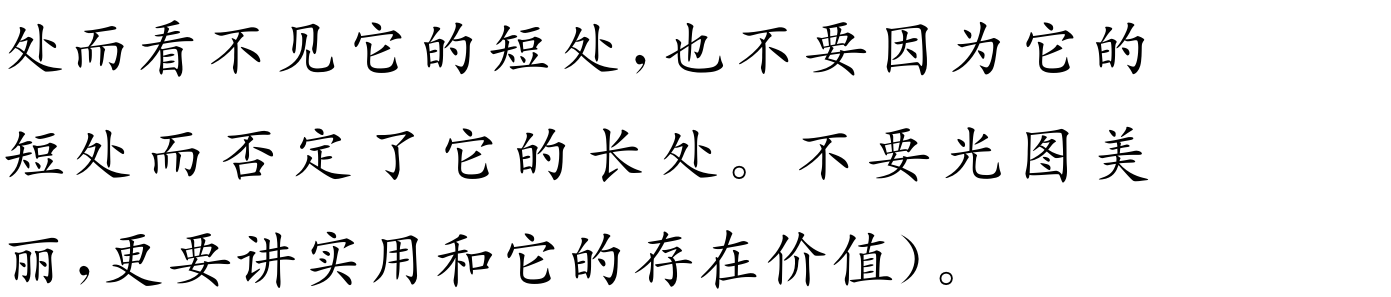 处而看不见它的短处,也不要因为它的
短处而否定了它的长处。不要光图美
丽,更要讲实用和它的存在价值)。